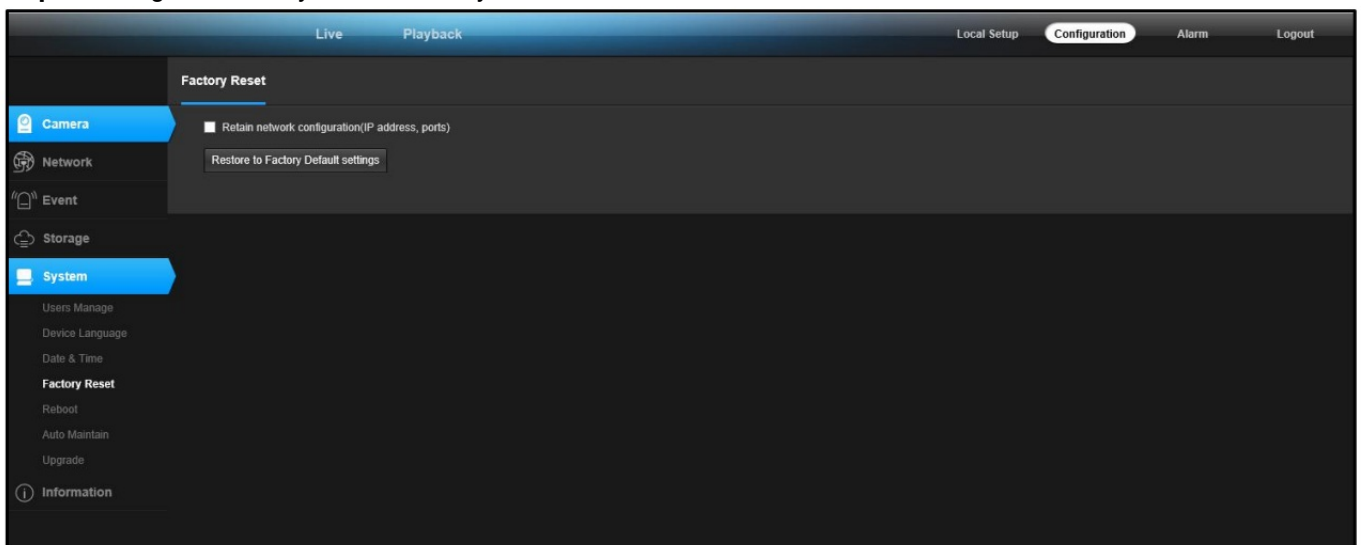 Live Playback Local Setup Configuration Alarm Logout
Factory Reset
Camera
Retain network configuration(IP address, ports)
Network
Restore to Factory Default settings
Event
Storage
System
Users Manage
Device Language
Date & Time
Factory Reset
Reboot
Auto Maintain
Upgrade
Information